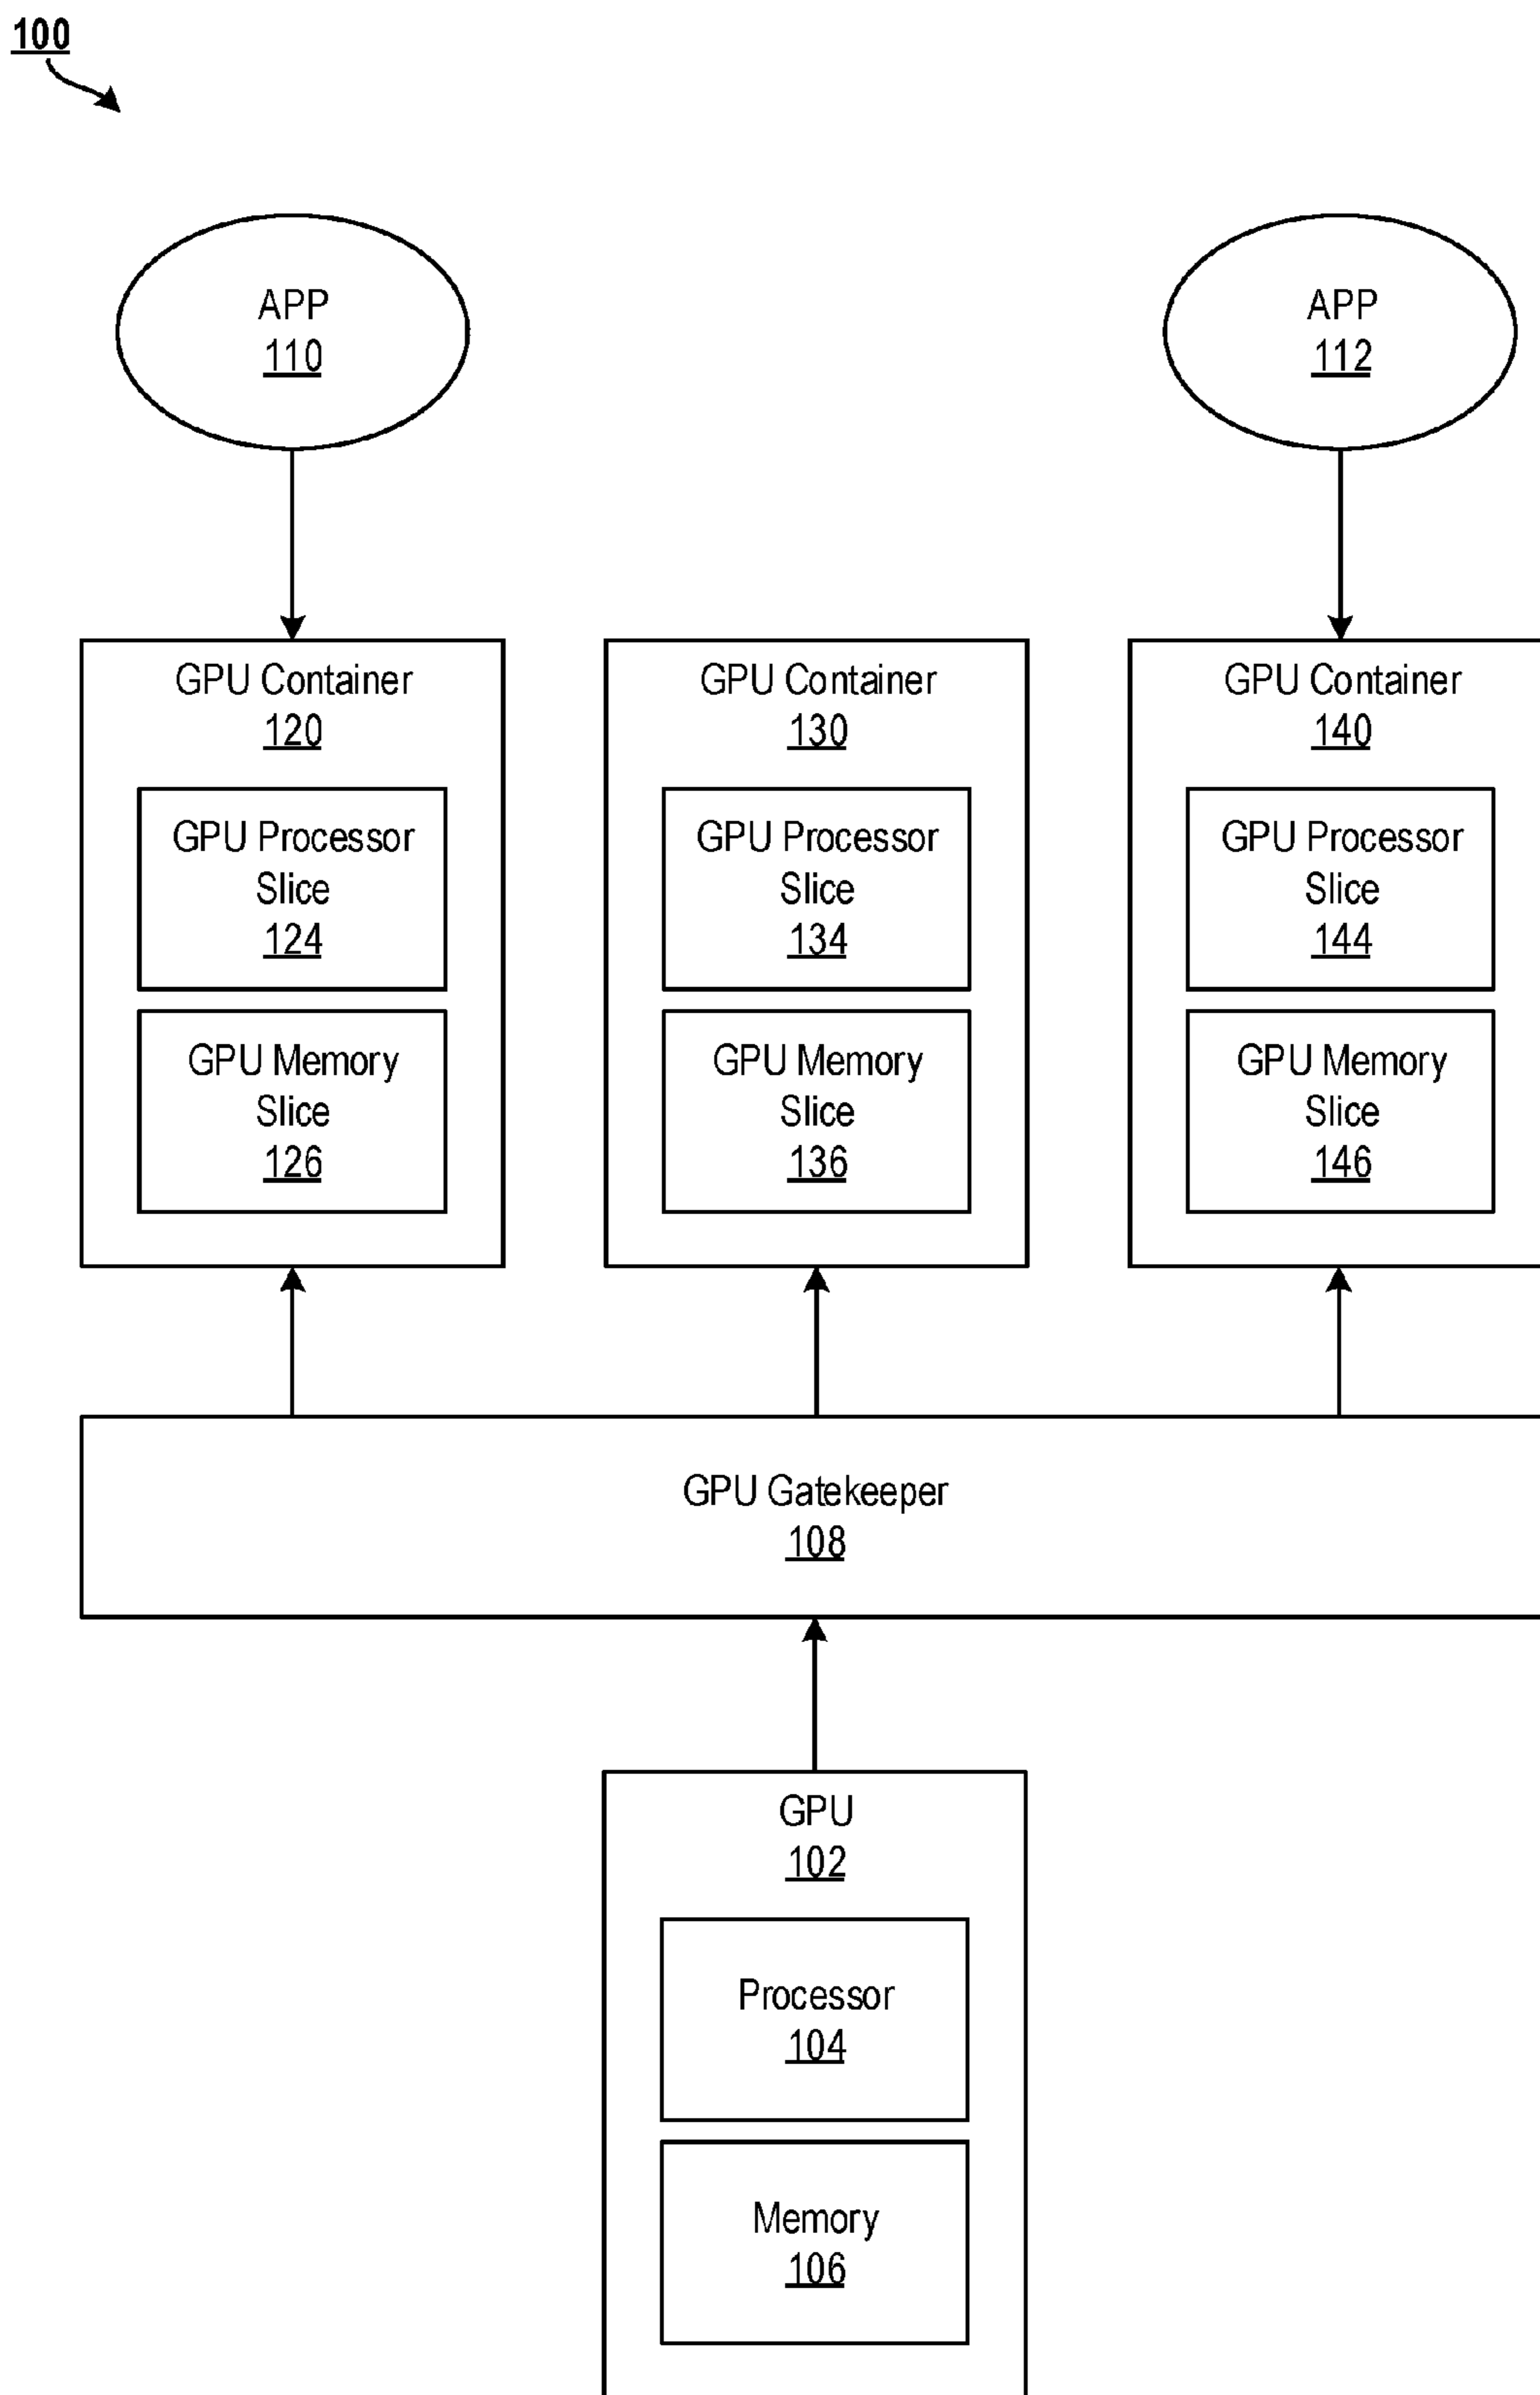 100
APP
110
APP
112
GPU Container
120
GPU Processor
Slice
124
GPU Memory
Slice
126
GPU Container
130
GPU Processor
Slice
134
GPU Memory
Slice
136
GPU Container
140
GPU Processor
Slice
144
GPU Memory
Slice
146
GPU Gatekeeper
108
GPU
102
Processor
104
Memory
106